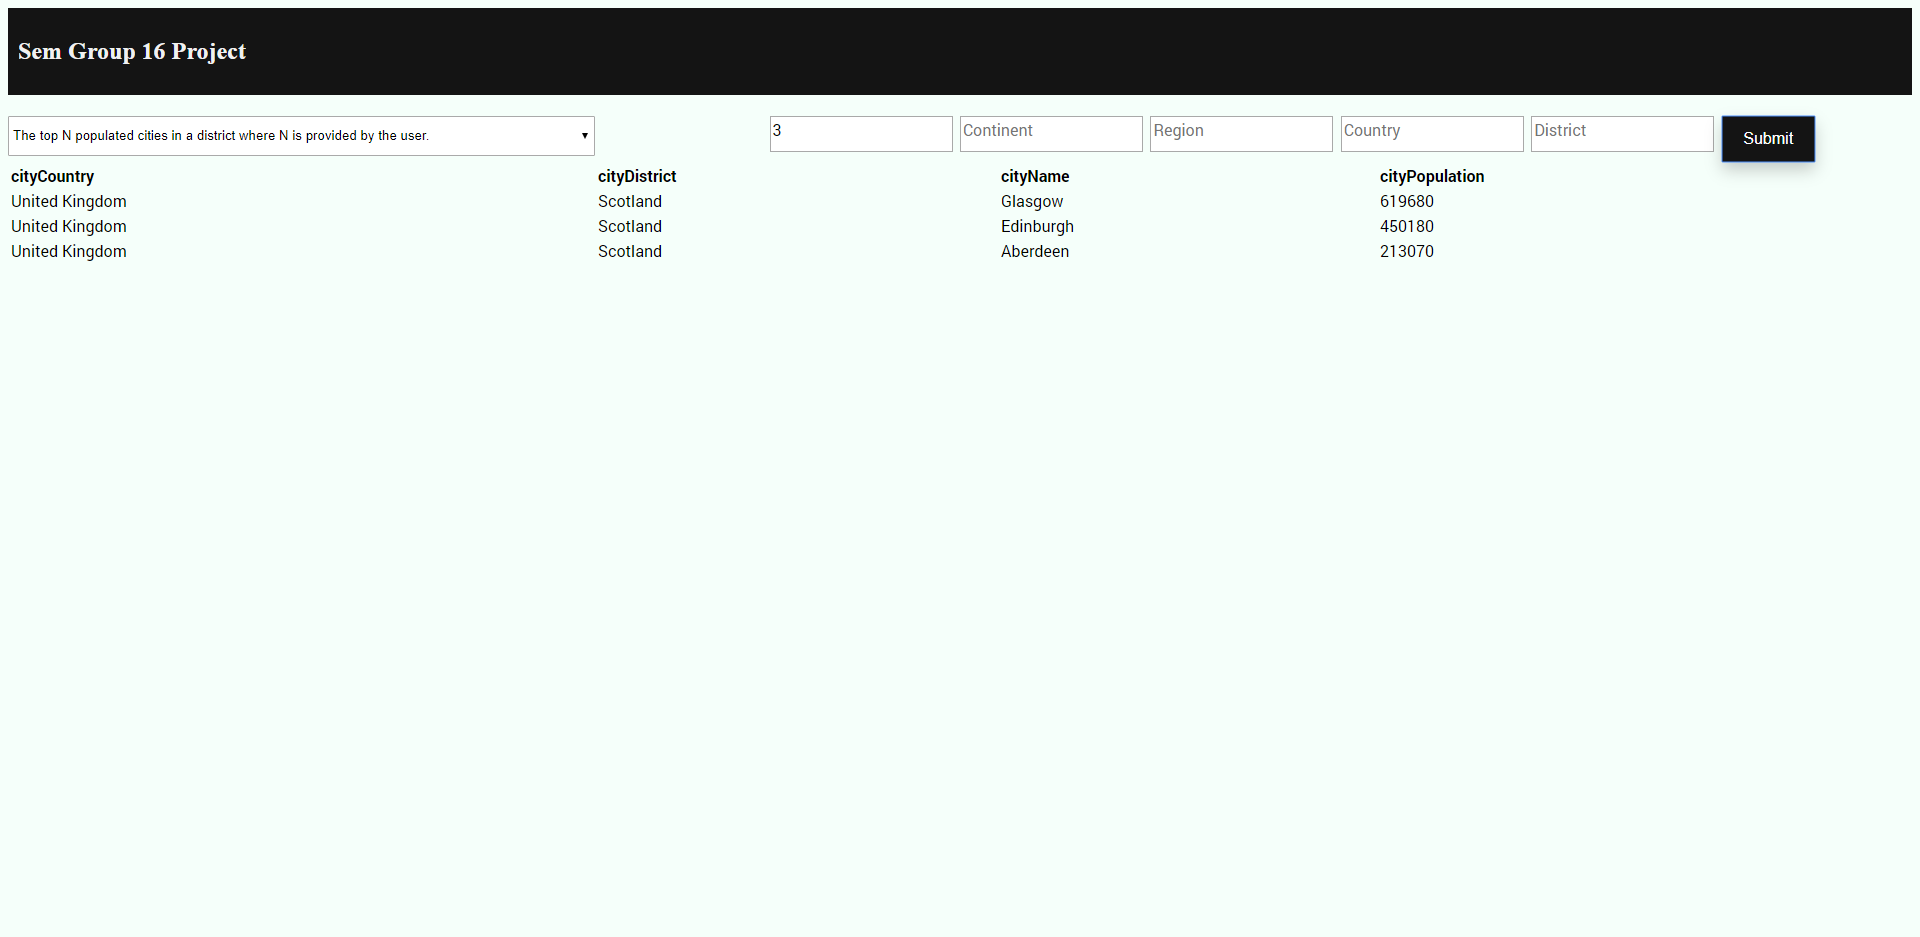 Sem Group 16 Project
The top N populated cities in a district where N is provided by the user. 3 Continent Region Country District Submit
cityCountry cityDistrict cityName cityPopulation
United Kingdom Scotland Glasgow 619680
United Kingdom Scotland Edinburgh 450180
United Kingdom Scotland Aberdeen 213070